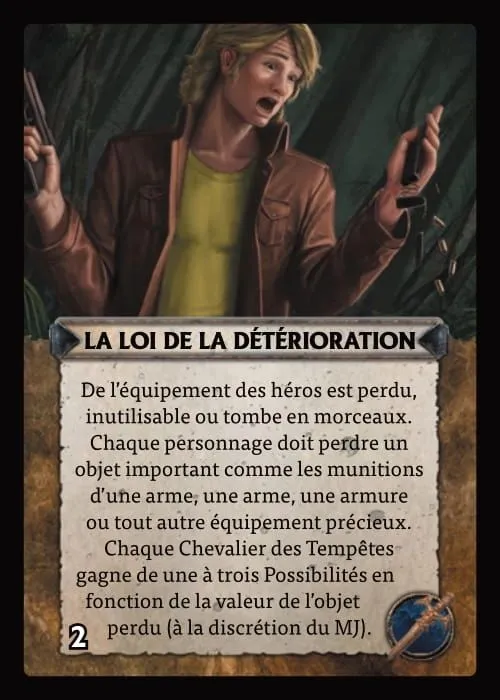 LA LOI DE LA DÉTÉRIORATION
De l'équipement des héros est perdu,
inutilisable ou tombe en morceaux.
Chaque personnage doit perdre un
objet important comme les munitions
d'une arme, une arme, une armure
ou tout autre équipement précieux.
Chaque Chevalier des Tempêtes
gagne de une à trois Possibilités en
fonction de la valeur de l'objet
perdu (à la discrétion du MJ).
2